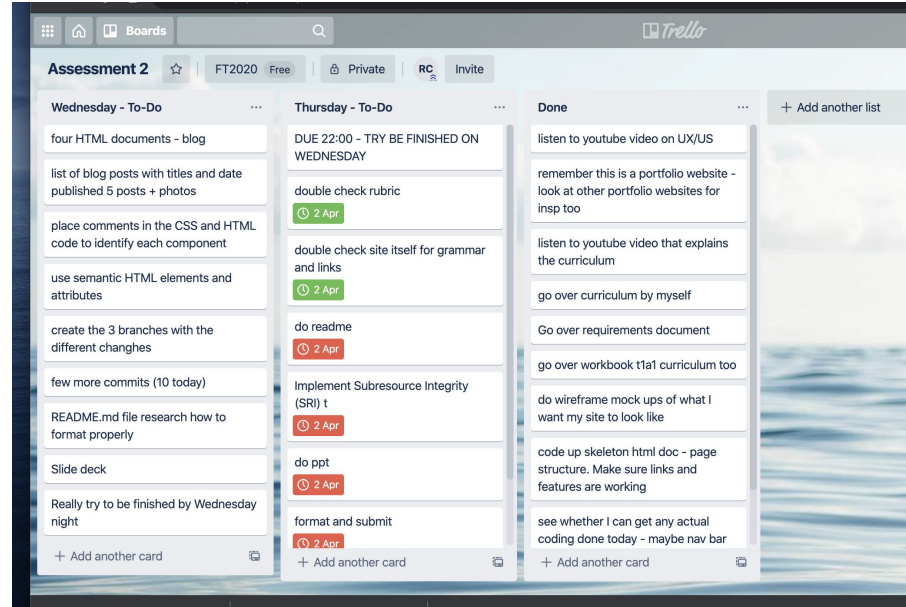 Boards
Trello
Assessment 2
FT2020
Free
Private
RC
Invite
Wednesday - To-Do
four HTML documents - blog
list of blog posts with titles and date
published 5 posts + photos
place comments in the CSS and HTML
code to identify each component
use semantic HTML elements and
attributes
create the 3 branches with the
different changhes
few more commits (10 today)
README.md file research how to
format properly
Slide deck
Really try to be finished by Wednesday
night
+ Add another card
Thursday - To-Do
DUE 22:00 - TRY BE FINISHED ON
WEDNESDAY
double check rubric
2 Apr
double check site itself for grammar
and links
2 Apr
do readme
2 Apr
Implement Subresource Integrity
(SRI) t
2 Apr
do ppt
2 Apr
format and submit
2 Apr
+ Add another card
Done
listen to youtube video on UX/US
remember this is a portfolio website -
look at other portfolio websites for
insp too
listen to youtube video that explains
the curriculum
go over curriculum by myself
Go over requirements document
go over workbook t1a1 curriculum too
do wireframe mock ups of what I
want my site to look like
code up skeleton html doc - page
structure. Make sure links and
features are working
see whether I can get any actual
coding done today - maybe nav bar
+ Add another card
+ Add another list